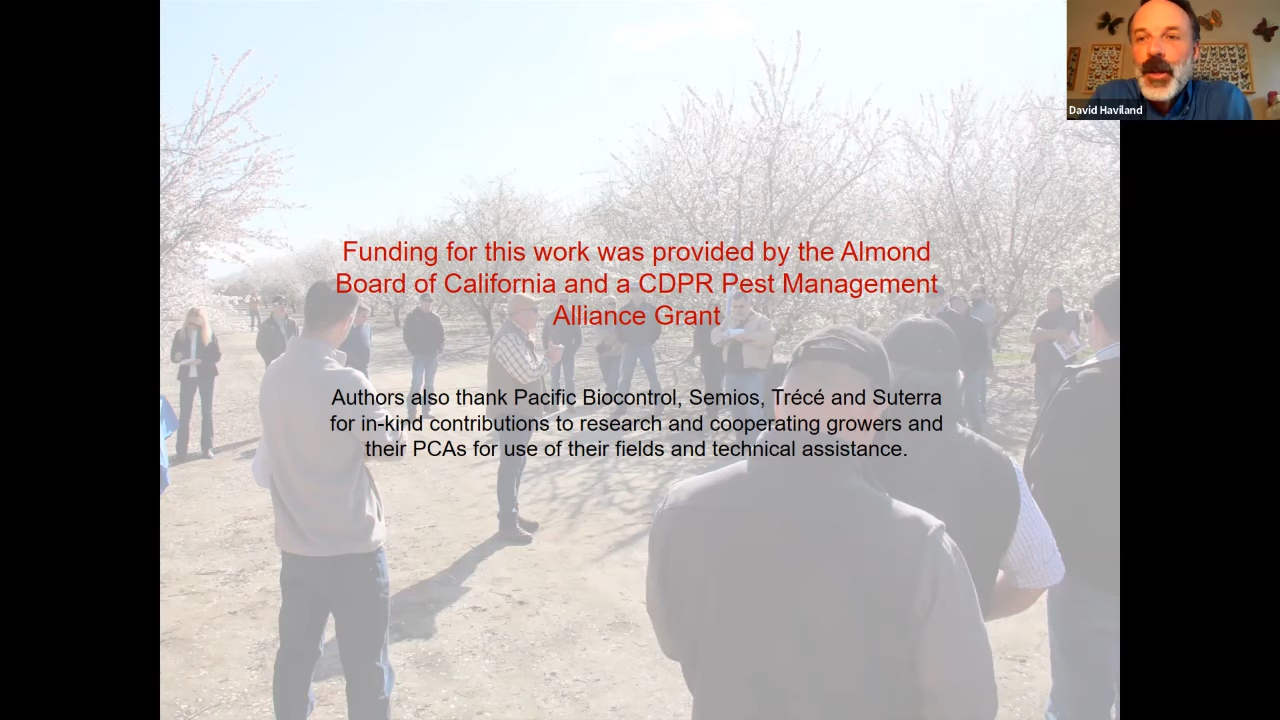 David Haviland
Funding for this work was provided by the Almond
Board of California and a CDPR Pest Management
Alliance Grant
Authors also thank Pacific Biocontrol, Semios, Trécé and Suterra
for in-kind contributions to research and cooperating growers and
their PCAs for use of their fields and technical assistance.